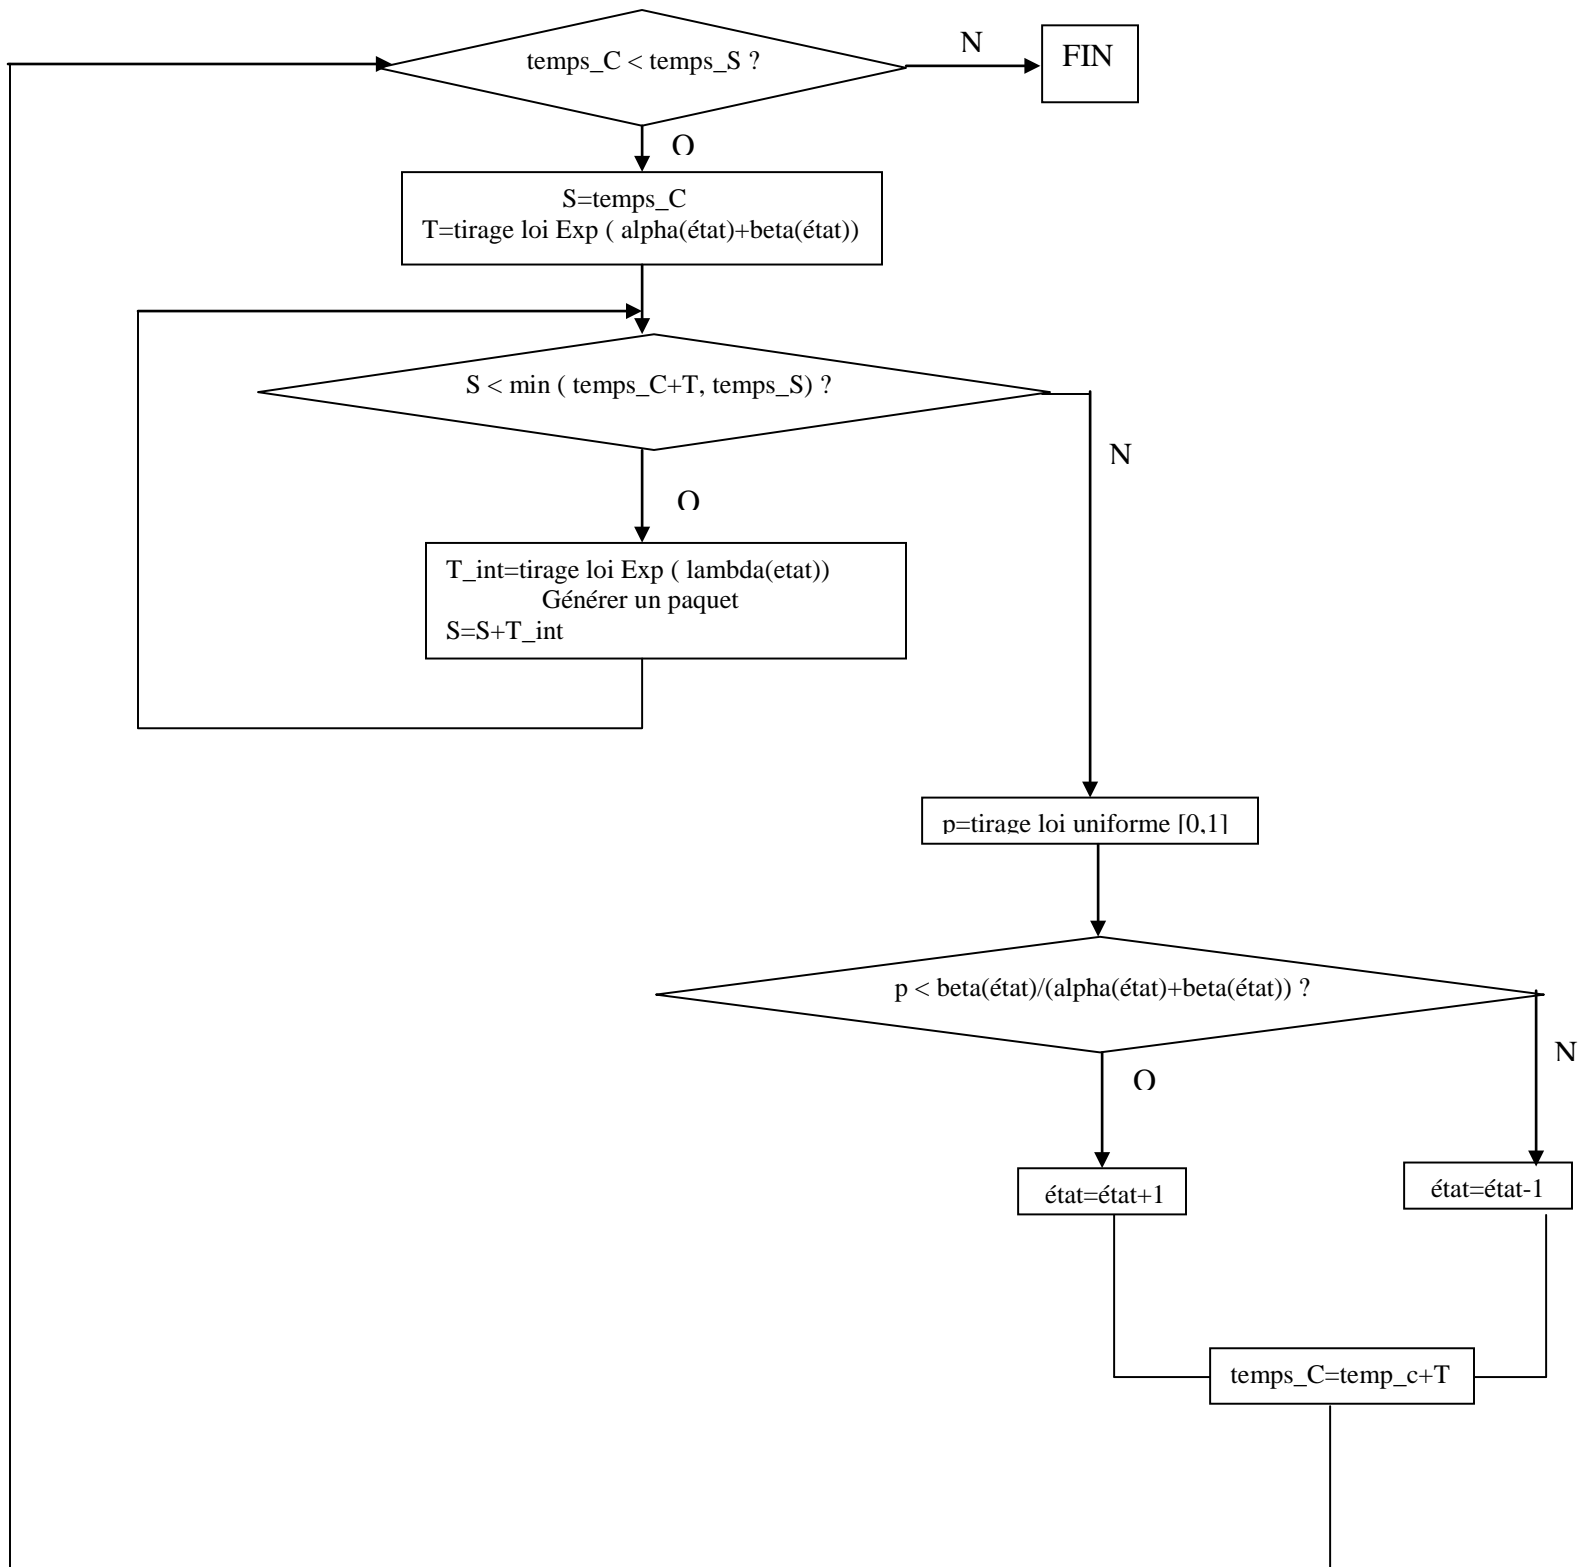 temps_C < temps_S ?
N
FIN
O
S=temps_C
T=tirage loi Exp ( alpha(état)+beta(état))
S < min ( temps_C+T, temps_S) ?
N
O
T_int=tirage loi Exp ( lambda(etat))
Générer un paquet
S=S+T_int
p=tirage loi uniforme [0,1]
p < beta(état)/(alpha(état)+beta(état)) ?
N
O
état=état+1
état=état-1
temps_C=temp_c+T